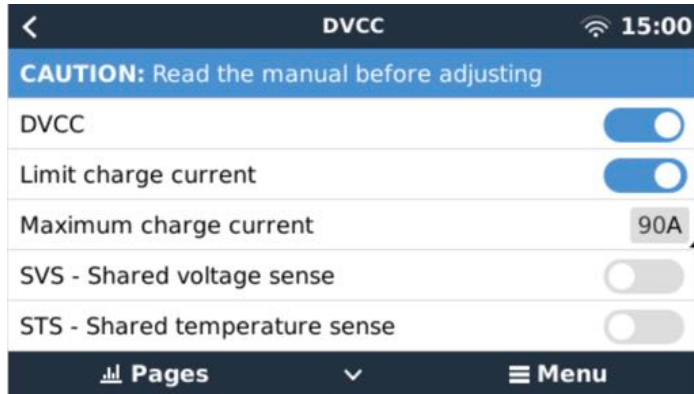 DVCC 15:00
CAUTION: Read the manual before adjusting
DVCC
Limit charge current
Maximum charge current 90A
SVS - Shared voltage sense
STS - Shared temperature sense
Pages Menu